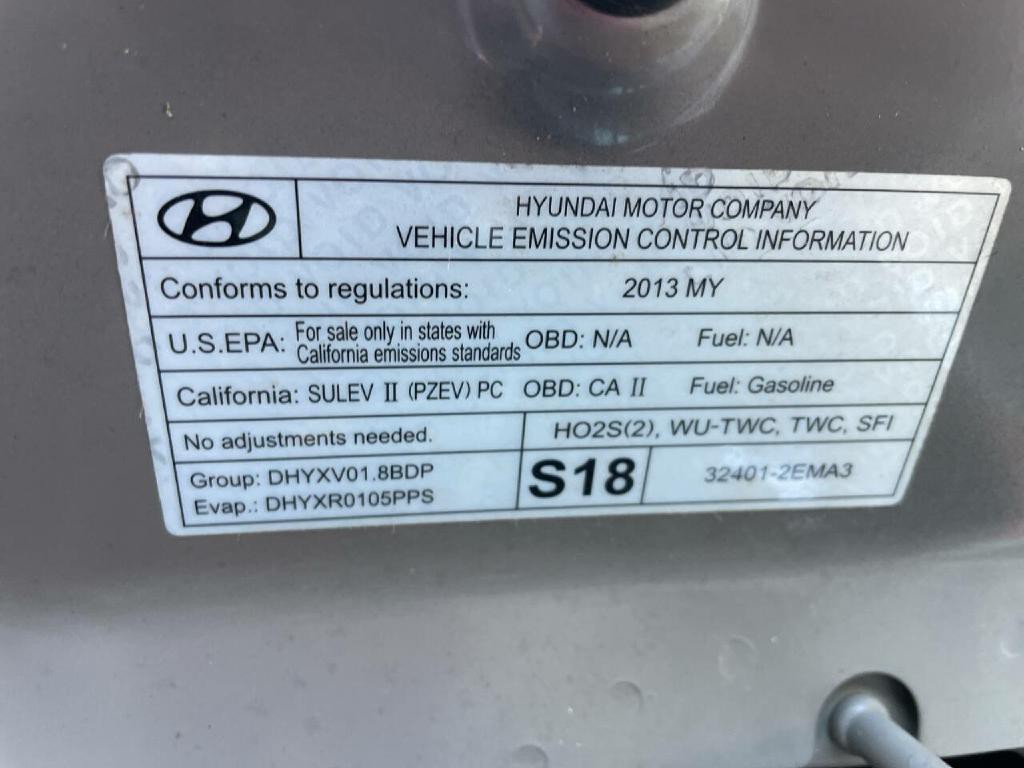 HYUNDAI MOTOR COMPANY
VEHICLE EMISSION CONTROL INFORMATION
Conforms to regulations: 2013 MY
U.S.EPA: For sale only in states with California emissions standards OBD: N/A Fuel: N/A
California: SULEV II (PZEV) PC OBD: CA II Fuel: Gasoline
No adjustments needed. HO2S(2), WU-TWC, TWC, SFI
Group: DHYXV01.8BDP
Evap.: DHYXR0105PPS
S18
32401-2EMA3
VOID VOID